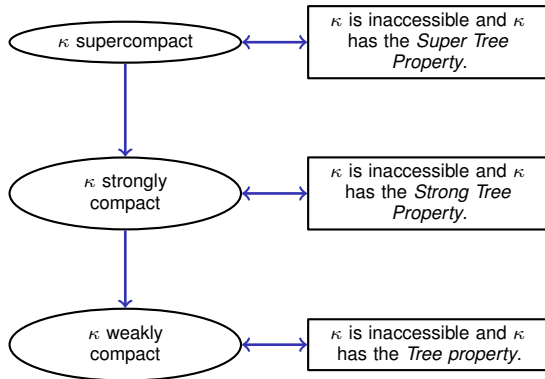 κ supercompact
κ is inaccessible and κ
has the Super Tree
Property.
κ strongly
compact
κ is inaccessible and κ
has the Strong Tree
Property.
κ weakly
compact
κ is inaccessible and κ
has the Tree property.